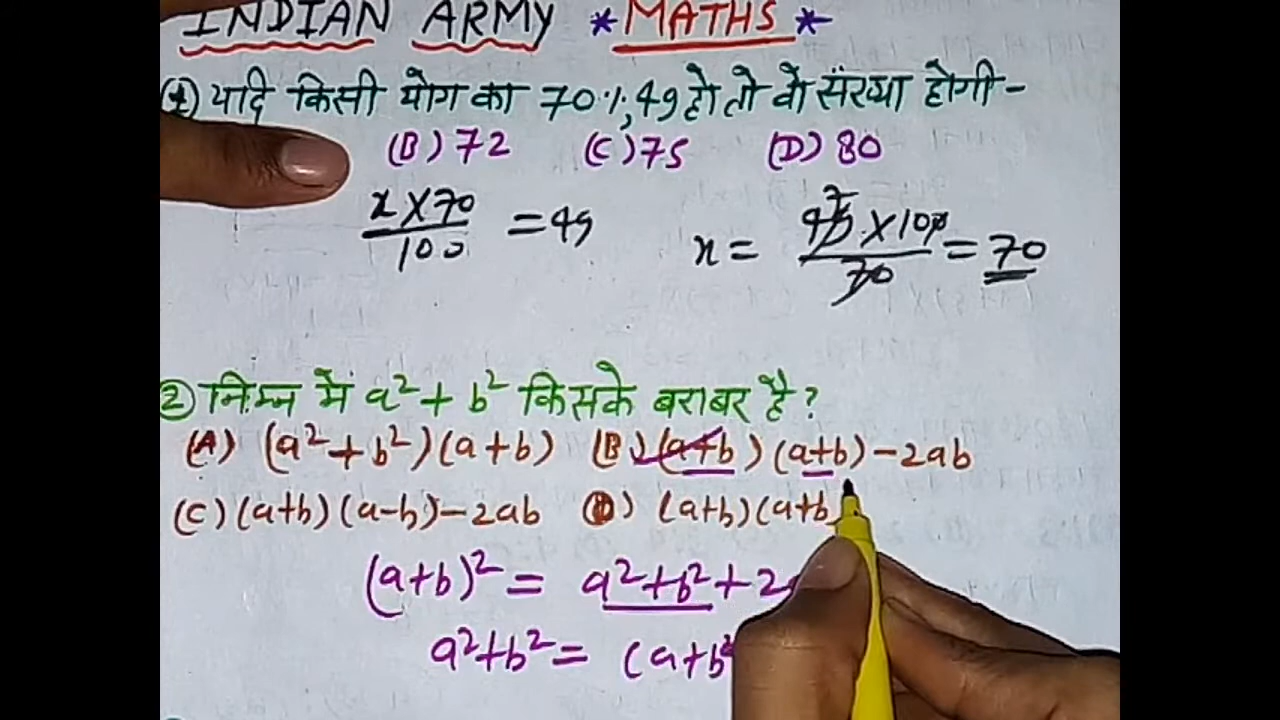 INDIAN ARMY *MATHS*
(1) यदि किसी योग का 70%, 49 हो तो वो संख्या होगी -
(B) 72 (C) 75 (D) 80
x × 70 / 100 = 49 x = 49 × 100 / 70 = 70
7
(2) निम्न में a² + b² किसके बराबर है ?
(A) (a² + b²) (a + b) (B) (a+b) (a+b) - 2ab
(C) (a+b) (a-b) - 2ab (D) (a+b) (a+b
(a+b)² = a² + b² + 2
a² + b² = (a+b